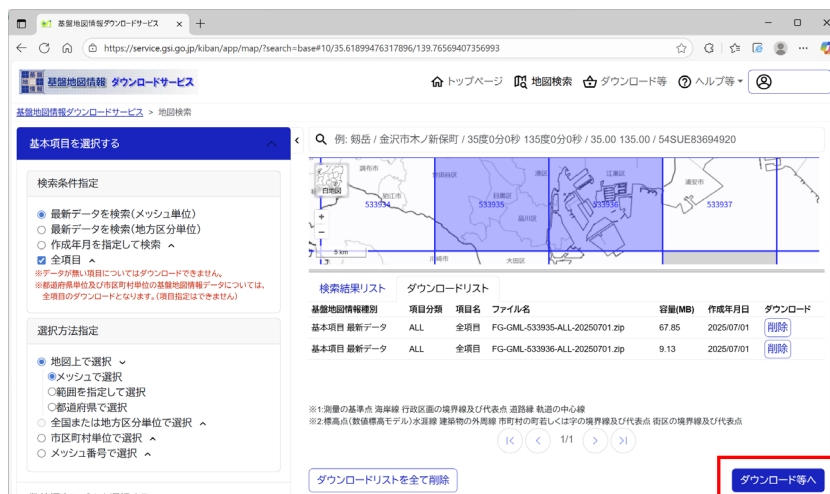 基盤地図情報ダウンロードサービス
https://service.gsi.go.jp/kiban/app/map/?search=base#10/35.61899476317896/139.76569407356993
基盤地図情報 ダウンロードサービス
トップページ 地図検索 ダウンロード等 ヘルプ等
基盤地図情報ダウンロードサービス > 地図検索
基本項目を選択する
検索条件指定
最新データを検索(メッシュ単位)
最新データを検索(地方区分単位)
作成年月を指定して検索
全項目
※データが無い項目についてはダウンロードできません。
※都道府県単位及び市区町村単位の基盤地図情報データについては、
全項目のダウンロードとなります。(項目指定はできません)
選択方法指定
地図上で選択
メッシュで選択
範囲を指定して選択
都道府県で選択
全国または地方区分単位で選択
市区町村単位で選択
メッシュ番号で選択
例: 剱岳 / 金沢市木ノ新保町 / 35度0分0秒 135度0分0秒 / 35.00 135.00 / 54SUE83694920
調布市 世田谷区 港区 江東区 浦安市
白地図
狛江市 目黒区
533934 533935 533936 533937
品川区
5 km
川崎市 大田区
検索結果リスト ダウンロードリスト
基盤地図情報種別 項目分類 項目名 ファイル名 容量(MB) 作成年月日 ダウンロード
基本項目 最新データ ALL 全項目 FG-GML-533935-ALL-20250701.zip 67.85 2025/07/01 削除
基本項目 最新データ ALL 全項目 FG-GML-533936-ALL-20250701.zip 9.13 2025/07/01 削除
※1:測量の基準点 海岸線 行政区画の境界線及び代表点 道路縁 軌道の中心線
※2:標高点(数値標高モデル)水涯線 建築物の外周線 市町村の町若しくは字の境界線及び代表点 街区の境界線及び代表点
1/1
ダウンロードリストを全て削除
ダウンロード等へ